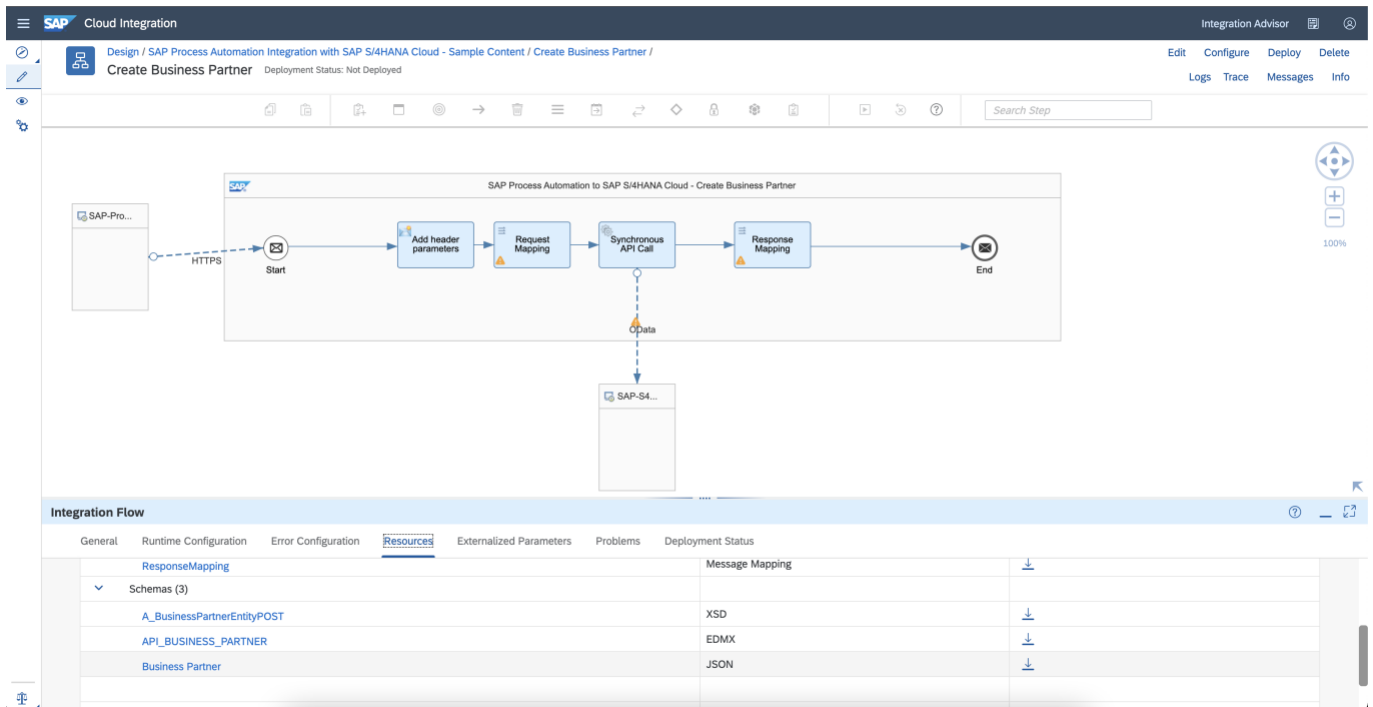 SAP Cloud Integration
Integration Advisor
Design / SAP Process Automation Integration with SAP S/4HANA Cloud - Sample Content / Create Business Partner /
Create Business Partner Deployment Status: Not Deployed
Edit Configure Deploy Delete
Logs Trace Messages Info
Search Step
SAP SAP Process Automation to SAP S/4HANA Cloud - Create Business Partner
SAP-Pro...
HTTPS
Start
Add header
parameters
Request
Mapping
Synchronous
API Call
Response
Mapping
End
100%
OData
SAP-S4...
Integration Flow
General Runtime Configuration Error Configuration Resources Externalized Parameters Problems Deployment Status
ResponseMapping Message Mapping
Schemas (3)
A_BusinessPartnerEntityPOST XSD
API_BUSINESS_PARTNER EDMX
Business Partner JSON